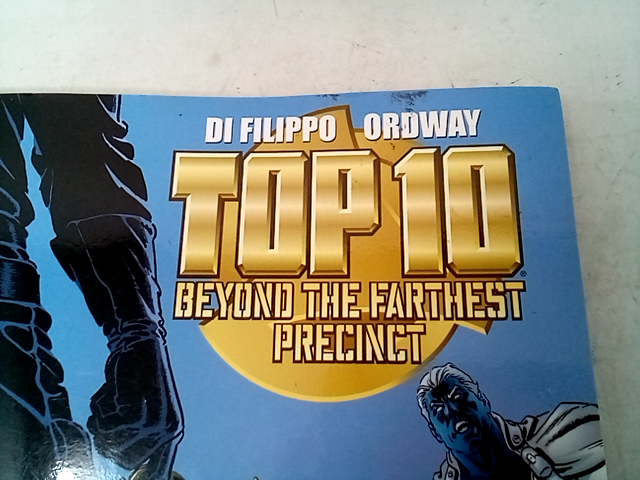 DI FILIPPO ORDWAY
TOP 10
BEYOND THE FARTHEST
PRECINCT